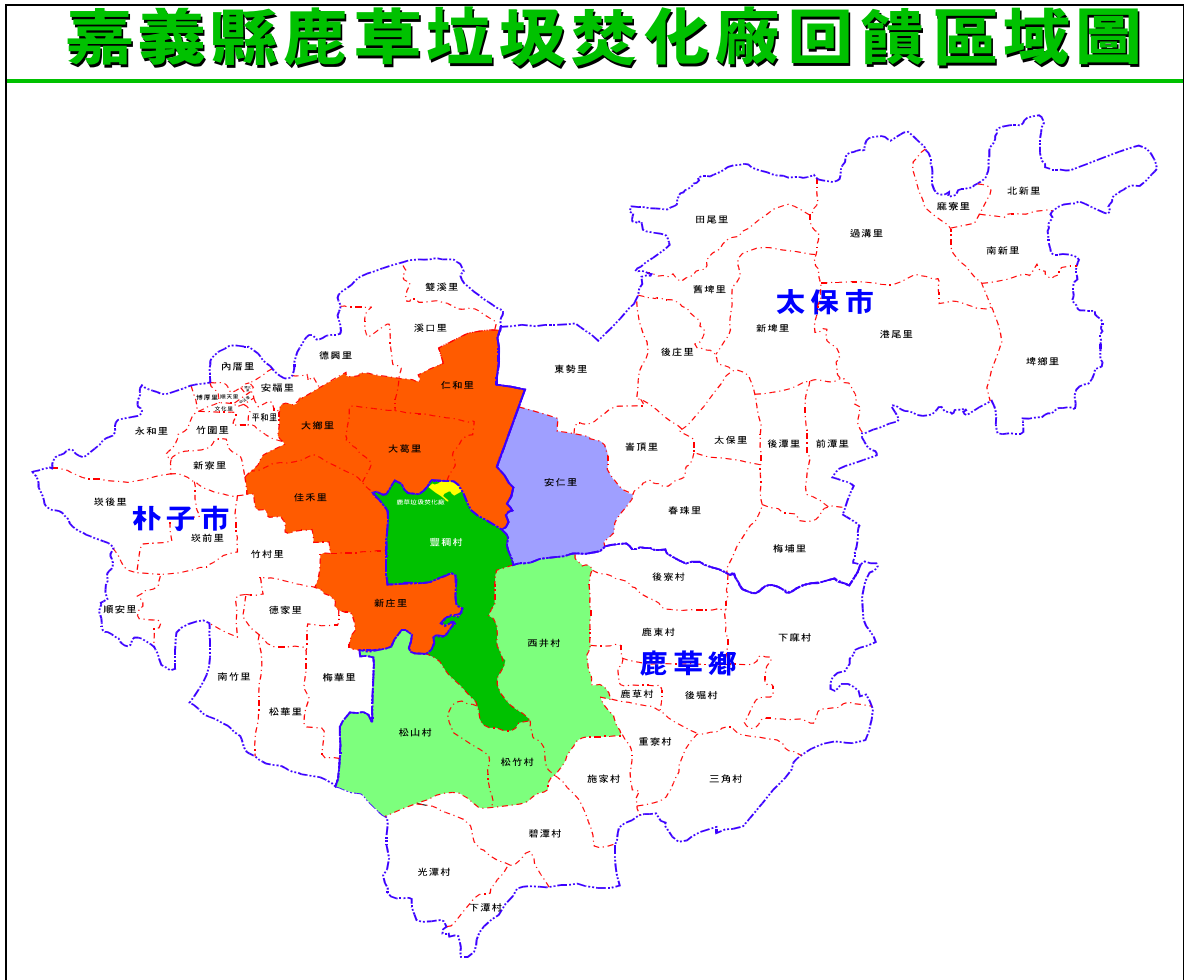 嘉義縣鹿草垃圾焚化廠回饋區域圖
北新里
麻寮里
田尾里
過溝里
南新里
雙溪里
舊埤里
太保市
溪口里
新埤里
港尾里
德興里
後庄里
埤鄉里
內厝里
東勢里
安福里
仁和里
博厚里
順天里
文化里
平和里
大鄉里
永和里
竹圍里
大葛里
崙頂里
太保里
後潭里
前潭里
新寮里
安仁里
佳禾里
崁後里
鹿草垃圾焚化廠
春珠里
朴子市
崁前里
豐稠村
梅埔里
竹村里
後寮村
新庄里
順安里
德家里
鹿東村
下麻村
西井村
鹿草鄉
南竹里
梅華里
鹿草村
後堀村
松華里
松山村
重寮村
松竹村
施家村
三角村
碧潭村
光潭村
下潭村